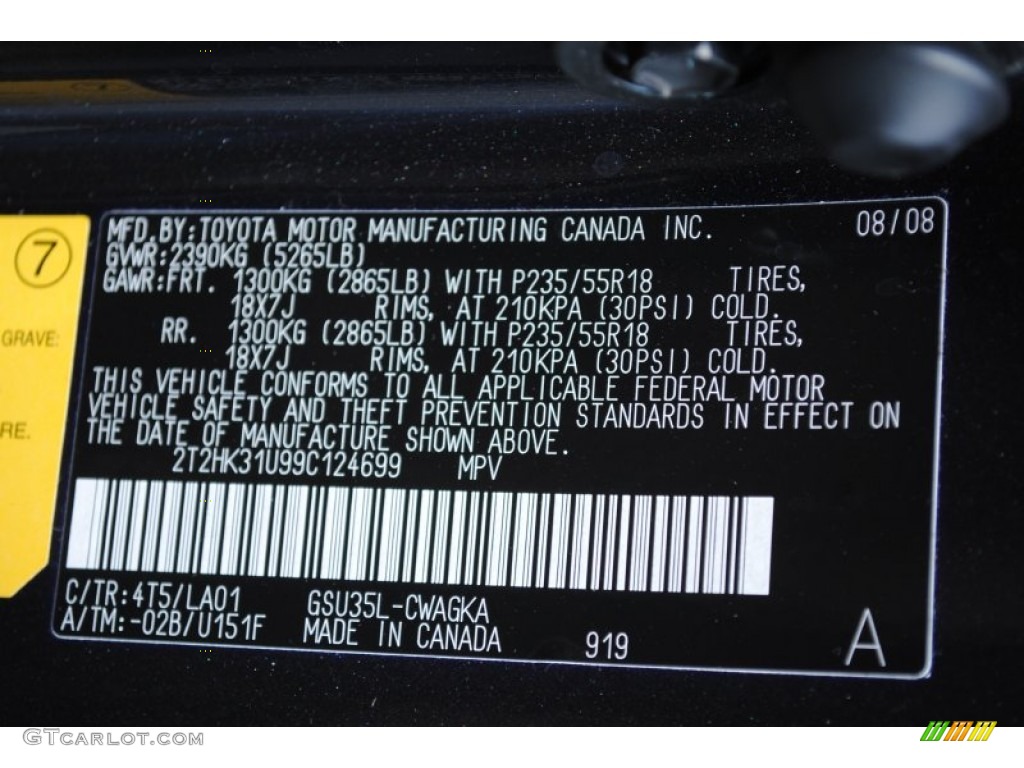 7
GRAVE:
RE.
MFD. BY: TOYOTA MOTOR MANUFACTURING CANADA INC. 08/08
GVWR: 2390KG (5265LB)
GAWR: FRT. 1300KG (2865LB) WITH P235/55R18 TIRES,
18X7J RIMS, AT 210KPA (30PSI) COLD.
RR. 1300KG (2865LB) WITH P235/55R18 TIRES,
18X7J RIMS, AT 210KPA (30PSI) COLD.
THIS VEHICLE CONFORMS TO ALL APPLICABLE FEDERAL MOTOR
VEHICLE SAFETY AND THEFT PREVENTION STANDARDS IN EFFECT ON
THE DATE OF MANUFACTURE SHOWN ABOVE.
2T2HK31U99C124699 MPV
C/TR: 4T5/LA01 GSU35L-CWAGKA
A/TM: -02B/U151F MADE IN CANADA 919 A
GTCarlot.com